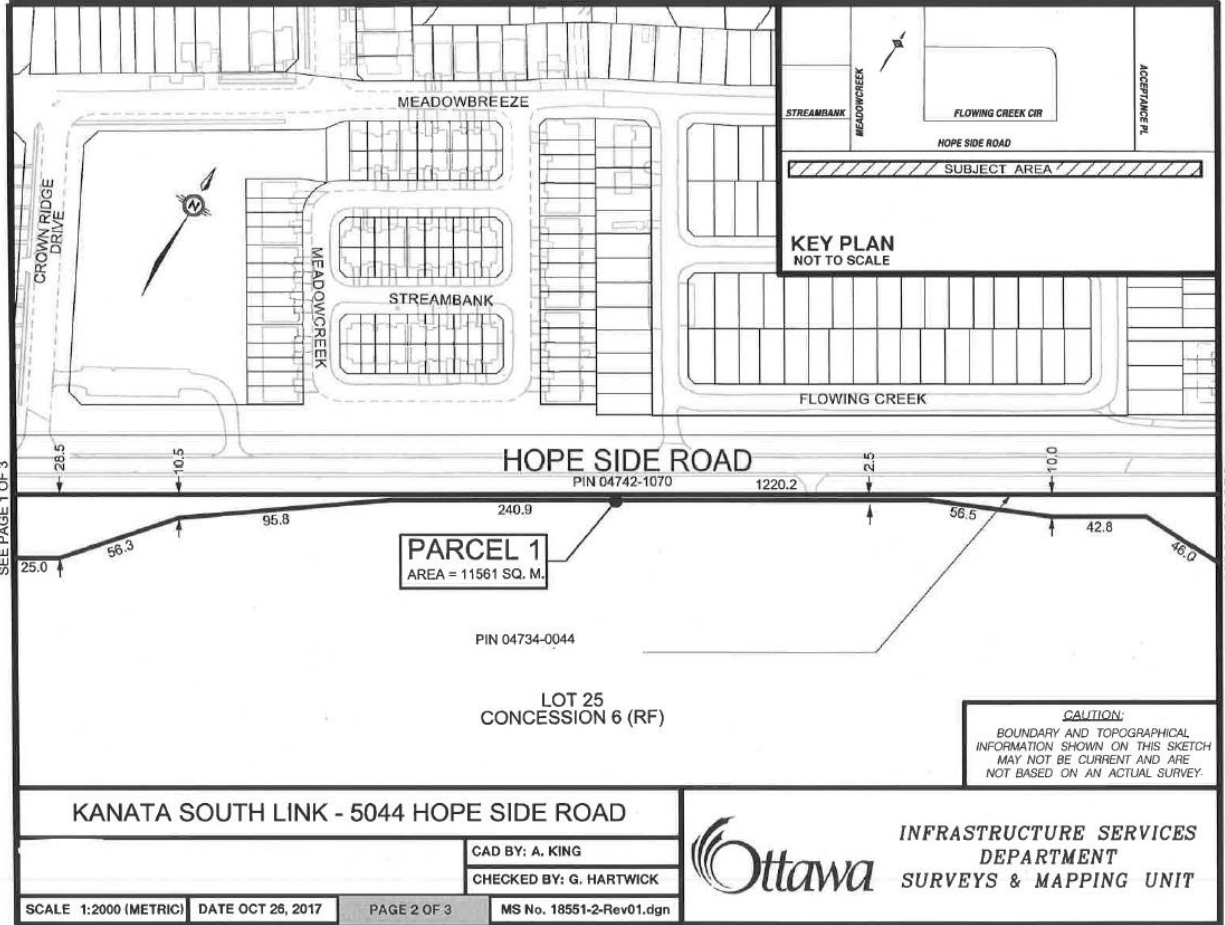 MEADOWBREEZE
CROWN RIDGE
DRIVE
N
MEADOWCREEK
STREAMBANK
FLOWING CREEK
STREAMBANK
MEADOWCREEK
FLOWING CREEK CIR
ACCEPTANCE PL
HOPE SIDE ROAD
SUBJECT AREA
KEY PLAN
NOT TO SCALE
SEE PAGE 1 OF 3
28.5
10.5
HOPE SIDE ROAD
PIN 04742-1070
1220.2
2.5
10.0
25.0
56.3
95.8
240.9
56.5
42.8
46.0
PARCEL 1
AREA = 11561 SQ. M.
PIN 04734-0044
LOT 25
CONCESSION 6 (RF)
CAUTION:
BOUNDARY AND TOPOGRAPHICAL
INFORMATION SHOWN ON THIS SKETCH
MAY NOT BE CURRENT AND ARE
NOT BASED ON AN ACTUAL SURVEY.
KANATA SOUTH LINK - 5044 HOPE SIDE ROAD
CAD BY: A. KING
CHECKED BY: G. HARTWICK
SCALE 1:2000 (METRIC)
DATE OCT 26, 2017
PAGE 2 OF 3
MS No. 18551-2-Rev01.dgn
Ottawa
INFRASTRUCTURE SERVICES
DEPARTMENT
SURVEYS & MAPPING UNIT